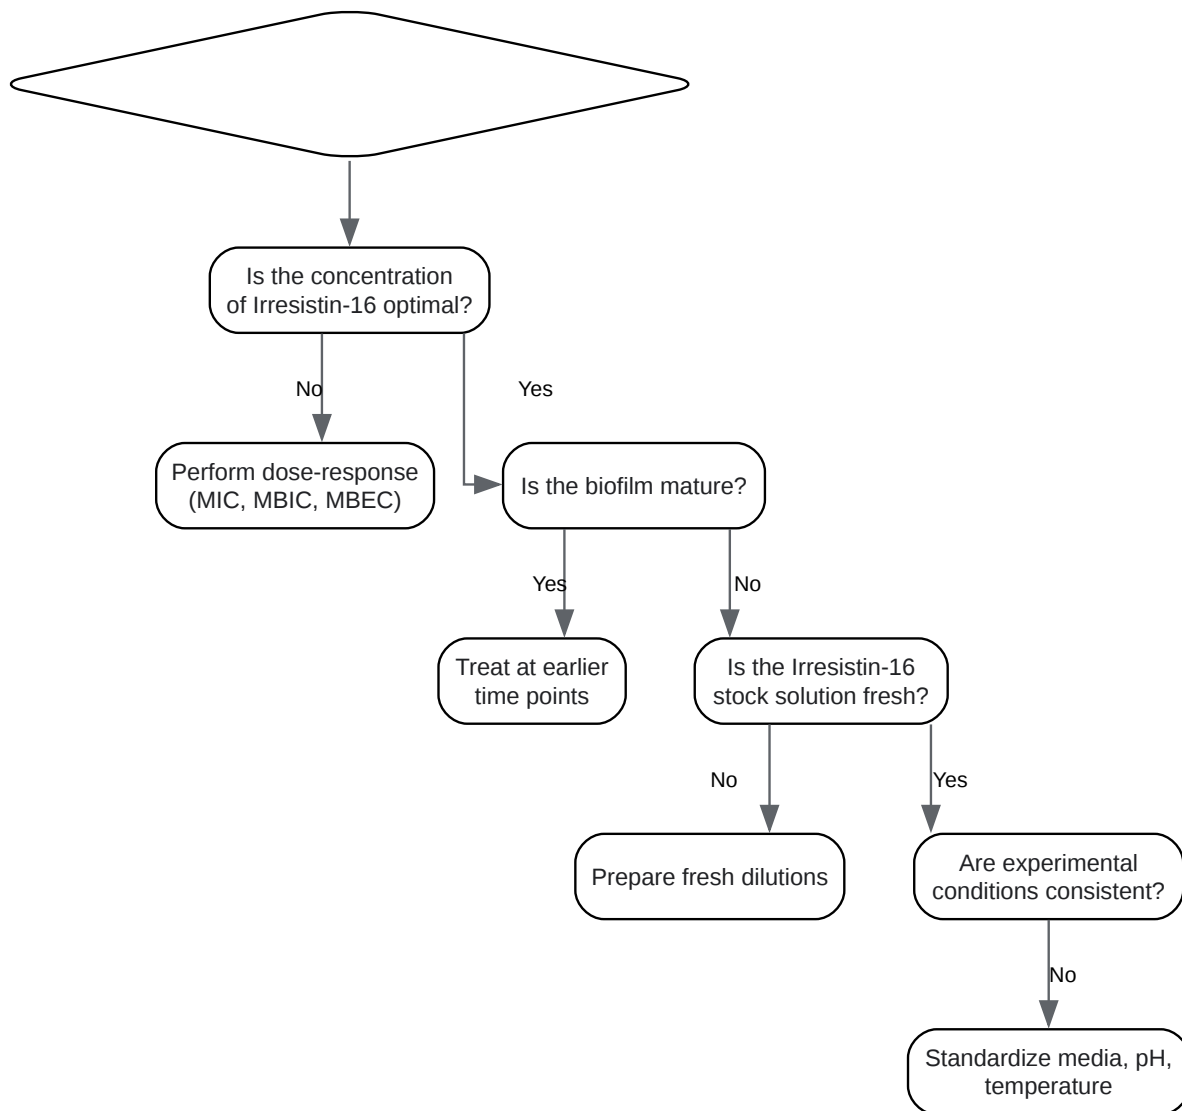 Is the concentration
of Irresistin-16 optimal?
No
Yes
Perform dose-response
(MIC, MBIC, MBEC)
Is the biofilm mature?
Yes
No
Treat at earlier
time points
Is the Irresistin-16
stock solution fresh?
No
Yes
Prepare fresh dilutions
Are experimental
conditions consistent?
No
Standardize media, pH,
temperature